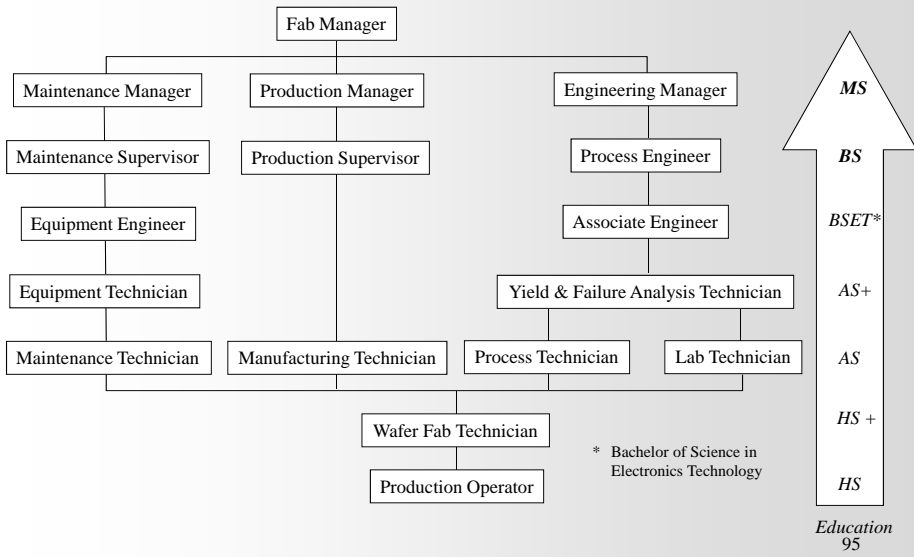 Fab Manager
Maintenance Manager
Production Manager
Engineering Manager
MS
Maintenance Supervisor
Production Supervisor
Process Engineer
BS
Equipment Engineer
Associate Engineer
BSET*
Equipment Technician
Yield & Failure Analysis Technician
AS+
Maintenance Technician
Manufacturing Technician
Process Technician
Lab Technician
AS
Wafer Fab Technician
HS +
* Bachelor of Science in
Electronics Technology
Production Operator
HS
Education
95